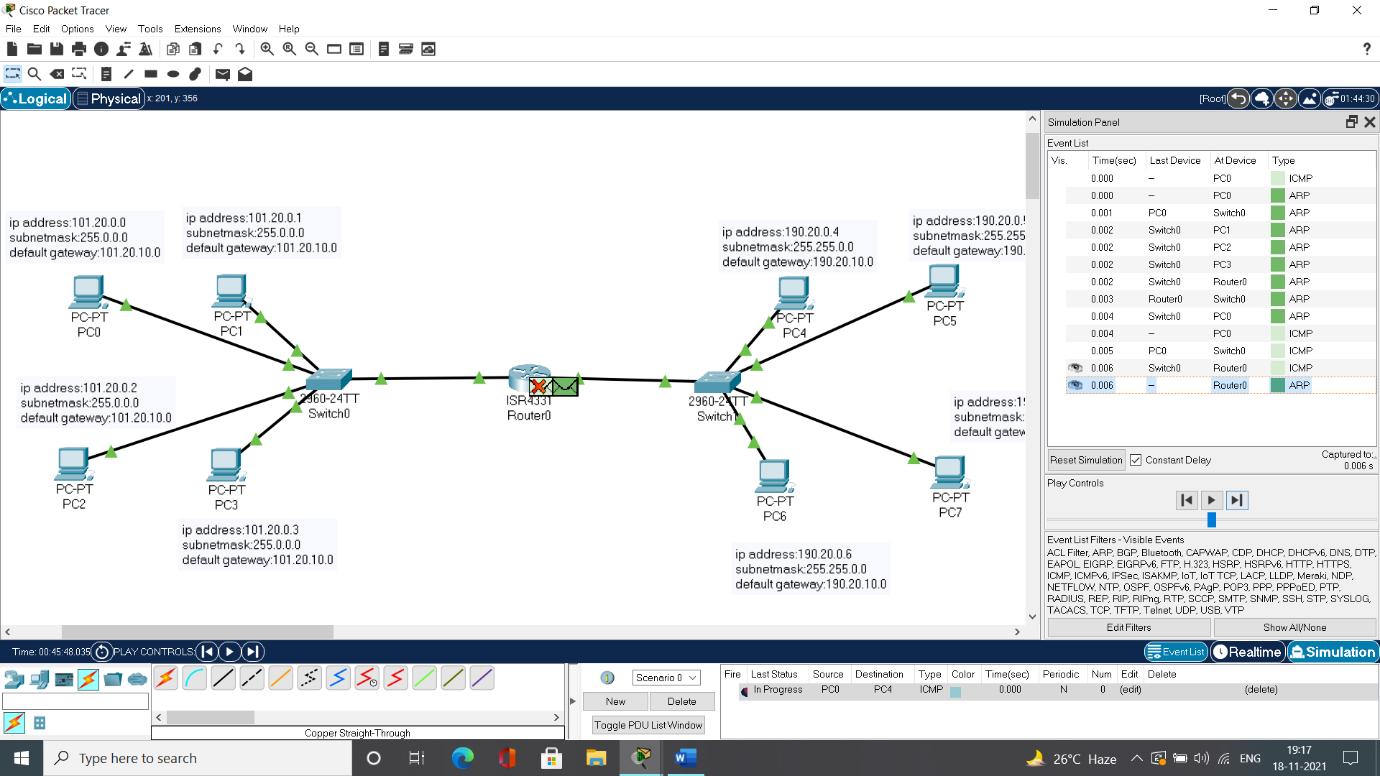 Cisco Packet Tracer
File Edit Options View Tools Extensions Window Help
Logical Physical x: 201, y: 356
[Root] 01:44:30
ip address:101.20.0.0
subnetmask:255.0.0.0
default gateway:101.20.10.0
ip address:101.20.0.1
subnetmask:255.0.0.0
default gateway:101.20.10.0
ip address:190.20.0.4
subnetmask:255.255.0.0
default gateway:190.20.10.0
ip address:190.20.0.5
subnetmask:255.255
default gateway:190.
PC-PT
PC0
PC-PT
PC1
PC-PT
PC4
PC-PT
PC5
ip address:101.20.0.2
subnetmask:255.0.0.0
default gateway:101.20.10.0
2960-24TT
Switch0
ISR4331
Router0
2960-24TT
Switch1
ip address:19
subnetmask:
default gatew
PC-PT
PC2
PC-PT
PC3
PC-PT
PC6
PC-PT
PC7
ip address:101.20.0.3
subnetmask:255.0.0.0
default gateway:101.20.10.0
ip address:190.20.0.6
subnetmask:255.255.0.0
default gateway:190.20.10.0
Simulation Panel
Event List
Vis. Time(sec) Last Device At Device Type
0.000 -- PC0 ICMP
0.000 -- PC0 ARP
0.001 PC0 Switch0 ARP
0.002 Switch0 PC1 ARP
0.002 Switch0 PC2 ARP
0.002 Switch0 PC3 ARP
0.002 Switch0 Router0 ARP
0.003 Router0 Switch0 ARP
0.004 Switch0 PC0 ARP
0.004 -- PC0 ICMP
0.005 PC0 Switch0 ICMP
0.006 Switch0 Router0 ICMP
0.006 -- Router0 ARP
Reset Simulation Constant Delay Captured to:
0.006 s
Play Controls
Event List Filters - Visible Events
ACL Filter, ARP, BGP, Bluetooth, CAPWAP, CDP, DHCP, DHCPv6, DNS, DTP,
EAPOL, EIGRP, EIGRPv6, FTP, H.323, HSRP, HSRPv6, HTTP, HTTPS,
ICMP, ICMPv6, IPSec, ISAKMP, IoT, IoT TCP, LACP, LLDP, Meraki, NDP,
NETFLOW, NTP, OSPF, OSPFv6, PAgP, POP3, PPP, PPPoED, PTP,
RADIUS, REP, RIP, RIPng, RTP, SCCP, SMTP, SNMP, SSH, STP, SYSLOG,
TACACS, TCP, TFTP, Telnet, UDP, USB, VTP
Edit Filters Show All/None
Time: 00:45:48.035 PLAY CONTROLS: Event List Realtime Simulation
Copper Straight-Through
Scenario 0
New Delete
Toggle PDU List Window
Fire Last Status Source Destination Type Color Time(sec) Periodic Num Edit Delete
In Progress PC0 PC4 ICMP 0.000 N 0 (edit) (delete)
Type here to search
26°C Haze
ENG
19:17
18-11-2021